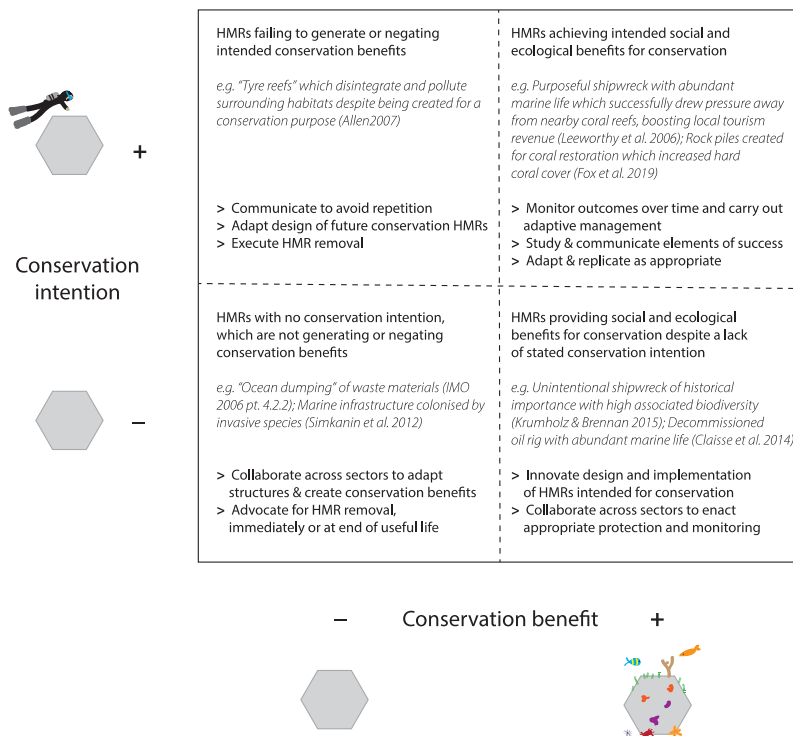 HMRs failing to generate or negating
intended conservation benefits
e.g. “Tyre reefs” which disintegrate and pollute
surrounding habitats despite being created for a
conservation purpose (Allen2007)
> Communicate to avoid repetition
> Adapt design of future conservation HMRs
> Execute HMR removal
HMRs achieving intended social and
ecological benefits for conservation
e.g. Purposeful shipwreck with abundant
marine life which successfully drew pressure away
from nearby coral reefs, boosting local tourism
revenue (Leeworthy et al. 2006); Rock piles created
for coral restoration which increased hard
coral cover (Fox et al. 2019)
> Monitor outcomes over time and carry out
adaptive management
> Study & communicate elements of success
> Adapt & replicate as appropriate
+
Conservation
intention
–
HMRs with no conservation intention,
which are not generating or negating
conservation benefits
e.g. “Ocean dumping” of waste materials (IMO
2006 pt. 4.2.2); Marine infrastructure colonised by
invasive species (Simkanin et al. 2012)
> Collaborate across sectors to adapt
structures & create conservation benefits
> Advocate for HMR removal,
immediately or at end of useful life
HMRs providing social and ecological
benefits for conservation despite a lack
of stated conservation intention
e.g. Unintentional shipwreck of historical
importance with high associated biodiversity
(Krumholz & Brennan 2015); Decommissioned
oil rig with abundant marine life (Claisse et al. 2014)
> Innovate design and implementation
of HMRs intended for conservation
> Collaborate across sectors to enact
appropriate protection and monitoring
– Conservation benefit +